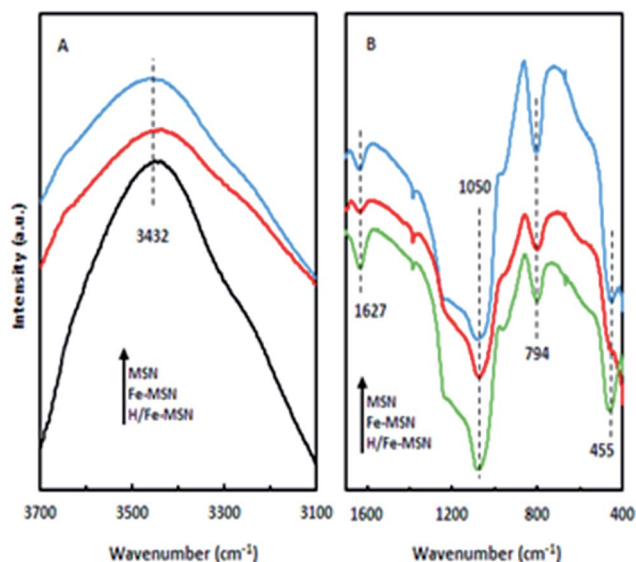 A
3432
MSN
Fe-MSN
H/Fe-MSN
3700 3500 3300 3100
Wavenumber (cm⁻¹)
Intensity (a.u.)
B
1050
1627
794
455
MSN
Fe-MSN
H/Fe-MSN
1600 1200 800 400
Wavenumber (cm⁻¹)